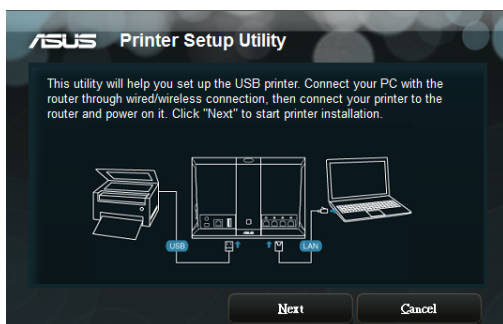 ASUS Printer Setup Utility
This utility will help you set up the USB printer. Connect your PC with the
router through wired/wireless connection, then connect your printer to the
router and power on it. Click "Next" to start printer installation.
USB
LAN
Next
Cancel